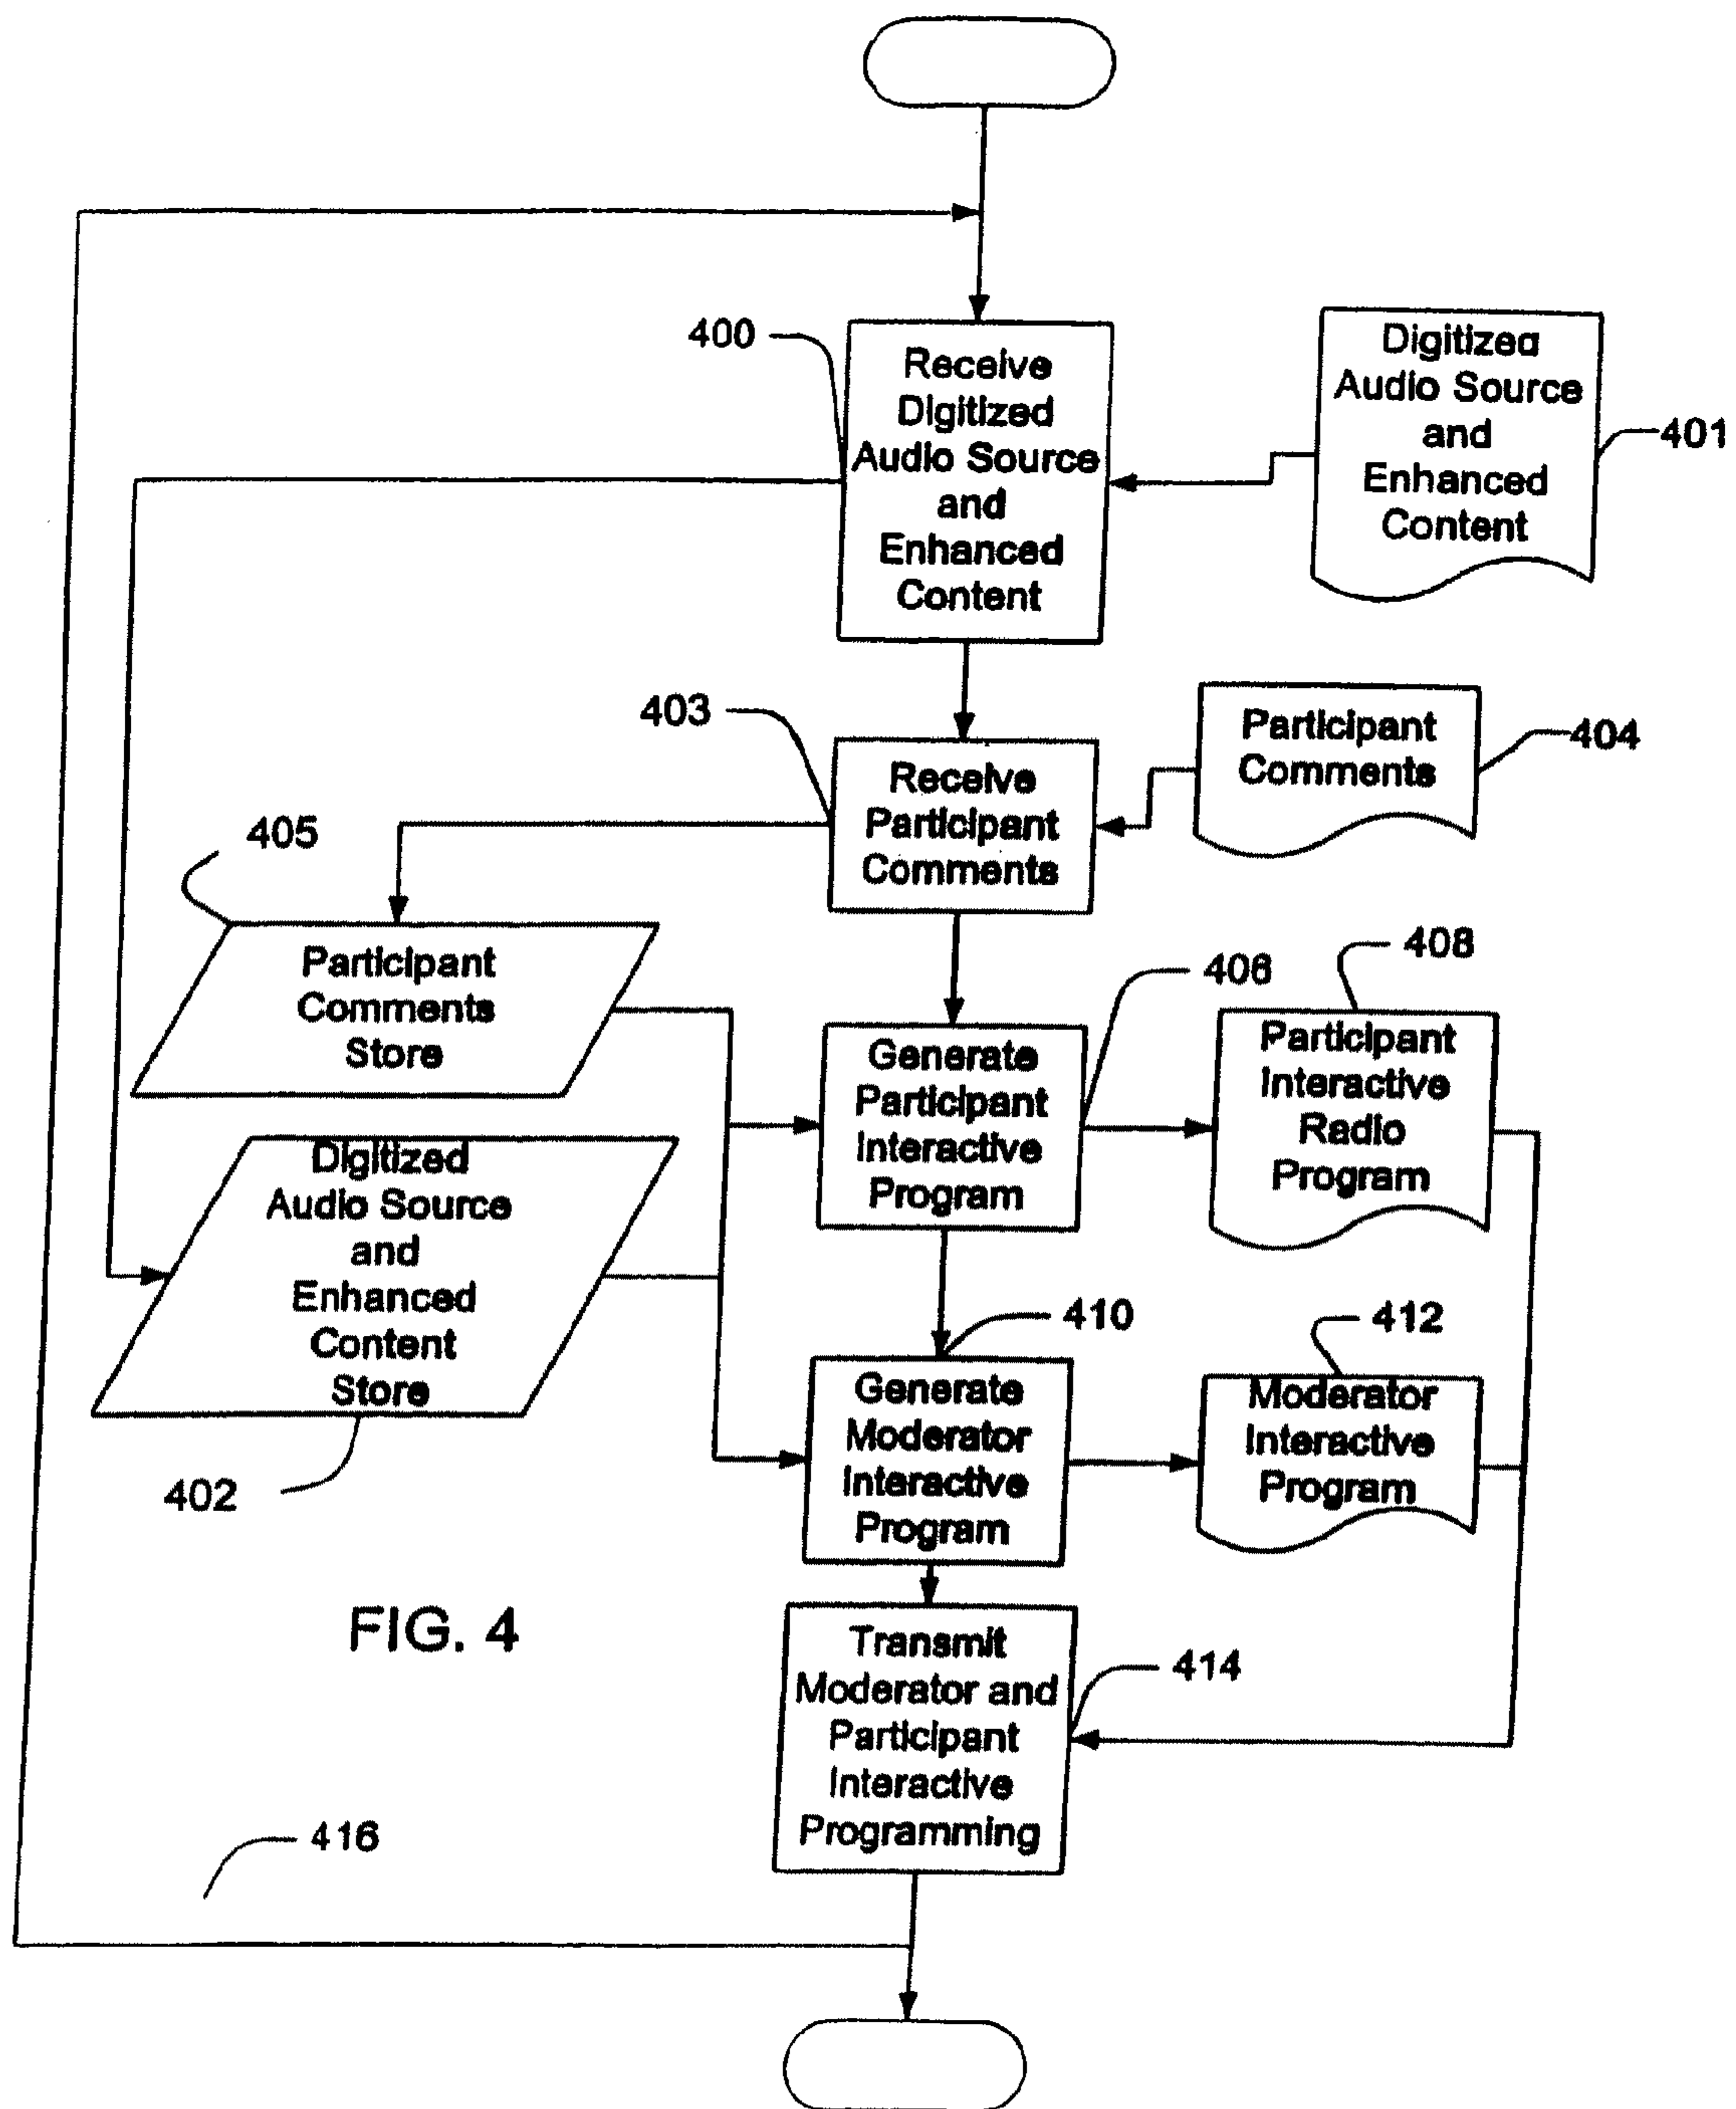 400
Receive
Digitized
Audio Source
and
Enhanced
Content
Digitized
Audio Source
and
Enhanced
Content
401
403
Receive
Participant
Comments
Participant
Comments
404
405
Participant
Comments
Store
406
408
Generate
Participant
Interactive
Program
Participant
Interactive
Radio
Program
Digitized
Audio Source
and
Enhanced
Content
Store
402
410
412
Generate
Moderator
Interactive
Program
Moderator
Interactive
Program
FIG. 4
Transmit
Moderator and
Participant
Interactive
Programming
414
416